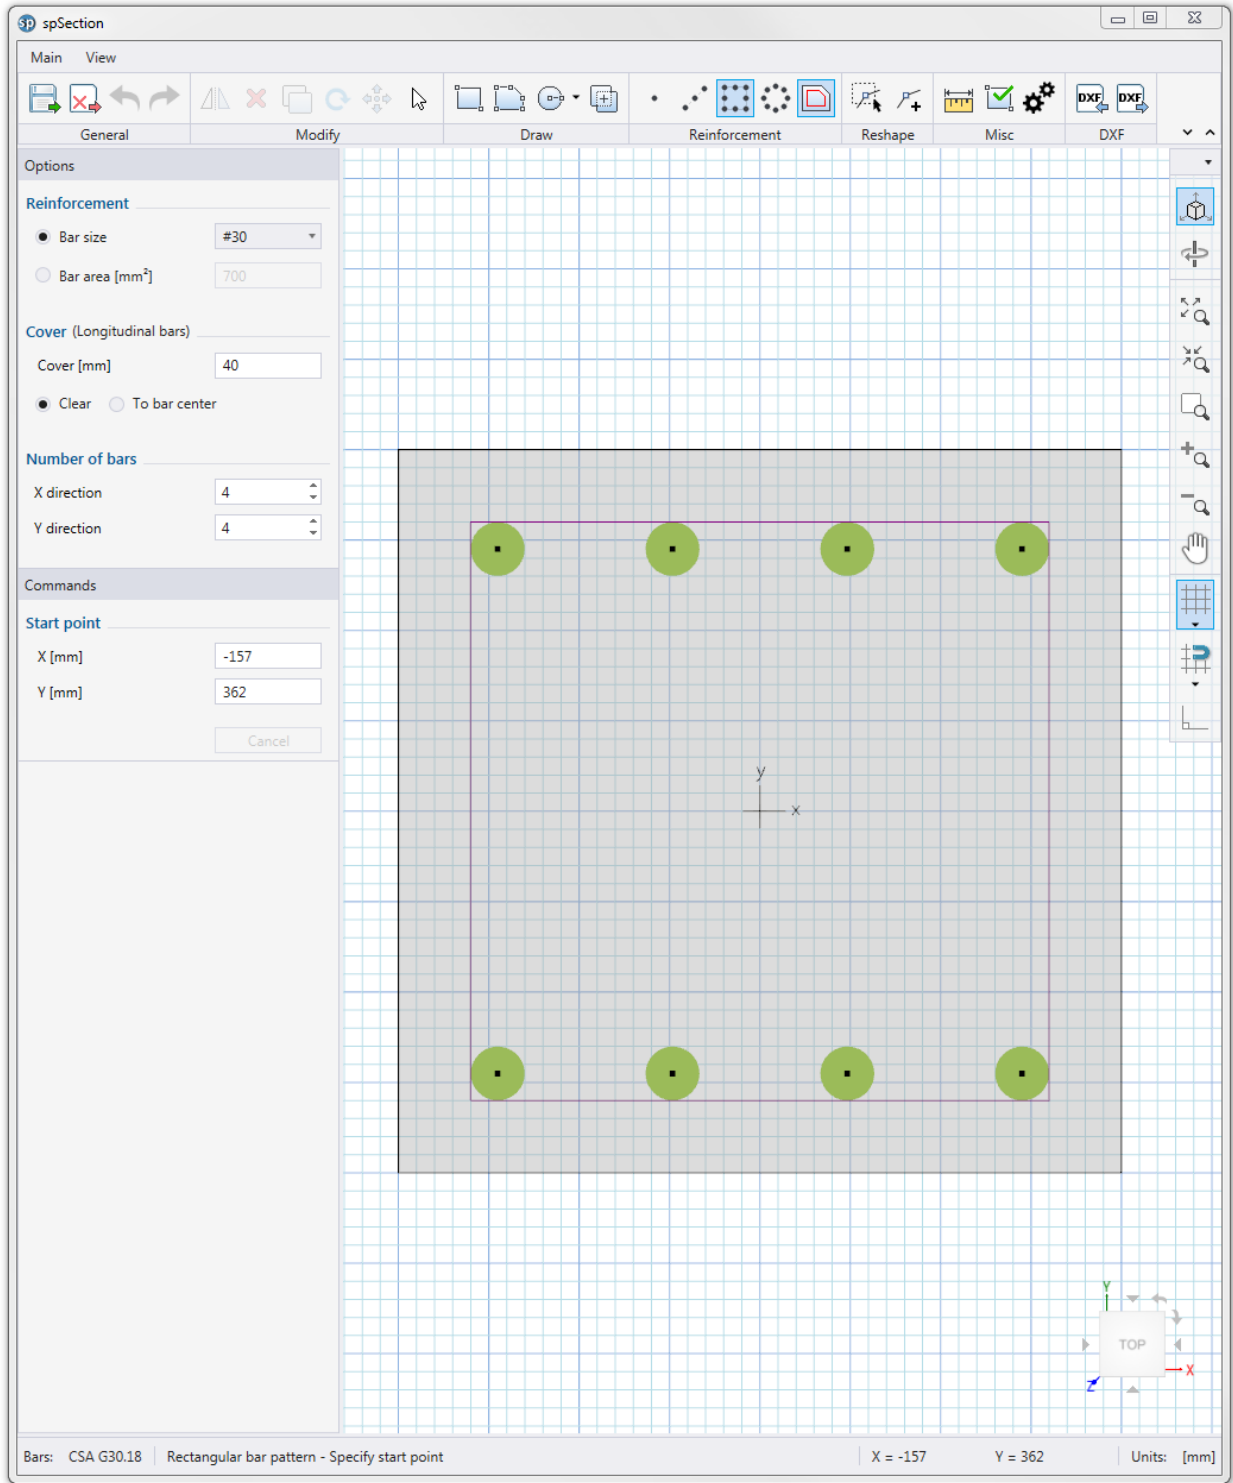 sp spSection
Main View
DXF DXF
General Modify Draw Reinforcement Reshape Misc DXF
Options
Reinforcement
Bar size #30
Bar area [mm²] 700
Cover (Longitudinal bars)
Cover [mm] 40
Clear To bar center
Number of bars
X direction 4
Y direction 4
Commands
Start point
X [mm] -157
Y [mm] 362
Cancel
y
x
Y
TOP
X
Z
Bars: CSA G30.18 Rectangular bar pattern - Specify start point X = -157 Y = 362 Units: [mm]